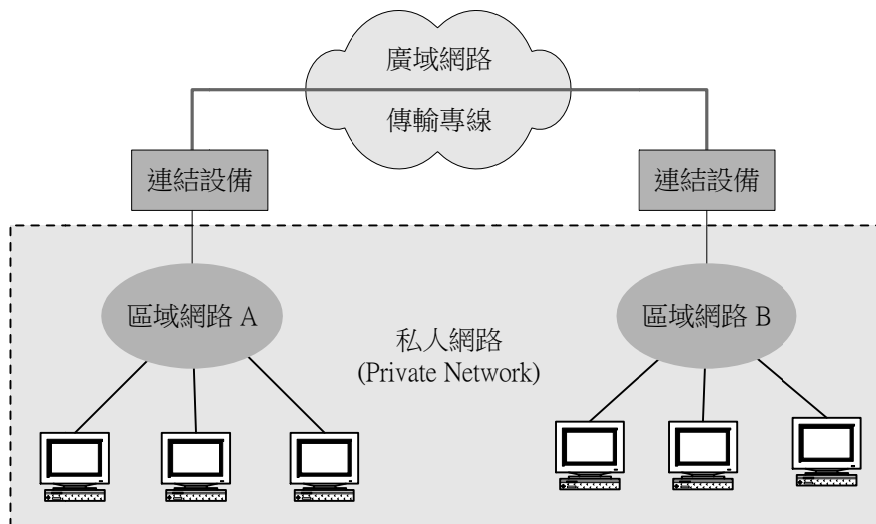 廣域網路
傳輸專線
連結設備
連結設備
區域網路 A
區域網路 B
私人網路
(Private Network)